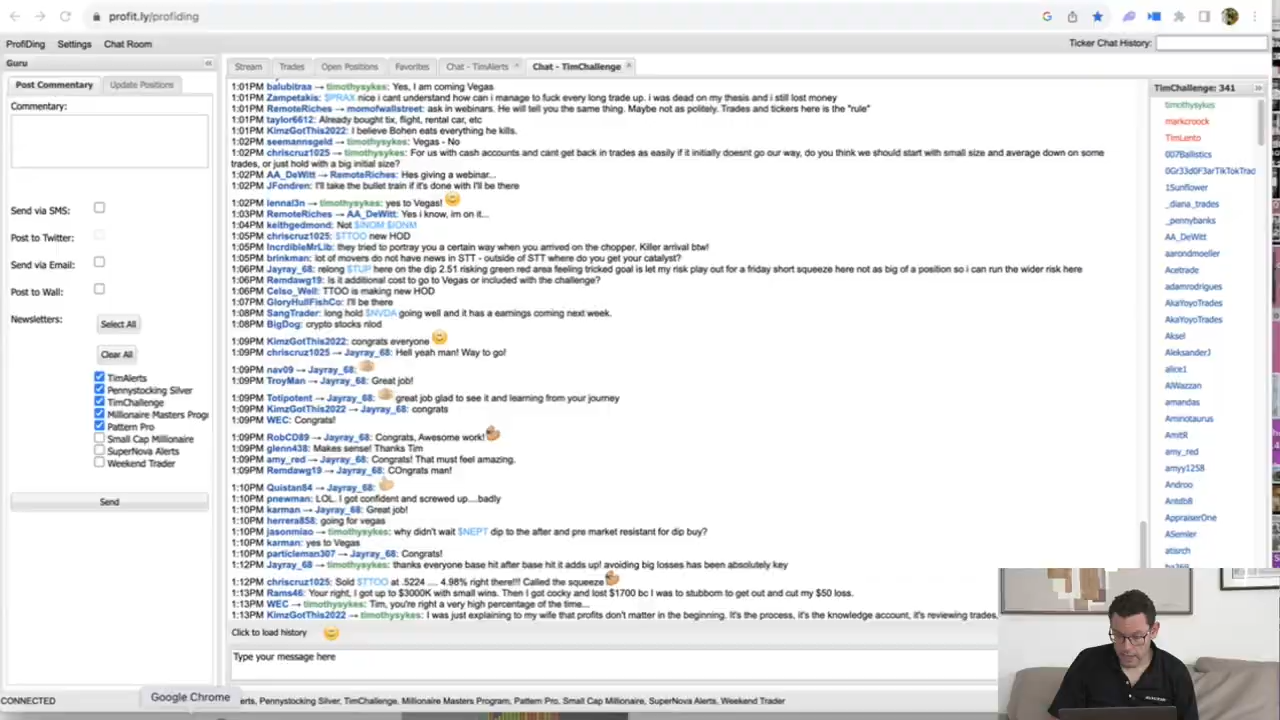 profit.ly/profiding
ProfiDing Settings Chat Room
Ticker Chat History:
Guru
Post Commentary Update Positions
Commentary:
Send via SMS:
Post to Twitter:
Send via Email:
Post to Wall:
Newsletters:
Select All
Clear All
TimAlerts
Pennystocking Silver
TimChallenge
Millionaire Masters Progr
Pattern Pro
Small Cap Millionaire
SuperNova Alerts
Weekend Trader
Send
Stream Trades Open Positions Favorites Chat - TimAlerts Chat - TimChallenge
1:01PM balubitraa → timothysykes: Yes, I am coming Vegas
1:01PM Zampetakis: $PRAX nice i cant understand how can i manage to fuck every long trade up. i was dead on my thesis and i still lost money
1:01PM RemoteRiches → momofwallstreet: ask in webinars. He will tell you the same thing. Maybe not as politely. Trades and tickers here is the "rule"
1:01PM taylor6612: Already bought tix, flight, rental car, etc
1:01PM KimzGotThis2022: I believe Bohen eats everything he kills.
1:02PM seemannsgeld → timothysykes: Vegas - No
1:02PM chriscruz1025 → timothysykes: For us with cash accounts and cant get back in trades as easily if it initially doesnt go our way, do you think we should start with small size and average down on some
trades, or just hold with a big initial size?
1:02PM AA_DeWitt → RemoteRiches: Hes giving a webinar...
1:02PM JFondren: I'll take the bullet train if it's done with I'll be there
1:02PM lennal3n → timothysykes: yes to Vegas!
1:03PM RemoteRiches → AA_DeWitt: Yes i know, im on it...
1:04PM keithgedmond: Not $INOM $IONM
1:05PM chriscruz1025: $TTOO new HOD
1:05PM IncrdibleMrLib: they tried to portray you a certain way when you arrived on the chopper, Killer arrival btw!
1:05PM brinkman: lot of movers do not have news in STT - outside of STT where do you get your catalyst?
1:06PM Jayray_68: relong $TUP here on the dip 2.51 risking green red area feeling tricked goal is let my risk play out for a friday short squeeze here not as big of a position so i can run the wider risk here
1:06PM Remdawg19: Is it additional cost to go to Vegas or included with the challenge?
1:06PM Celso_Well: TTOO is making new HOD
1:07PM GloryHullFishCo: I'll be there
1:08PM SangTrader: long hold $NVDA going well and it has a earnings coming next week.
1:08PM BigDog: crypto stocks nlod
1:09PM KimzGotThis2022: congrats everyone
1:09PM chriscruz1025 → Jayray_68: Hell yeah man! Way to go!
1:09PM nav09 → Jayray_68:
1:09PM TroyMan → Jayray_68: Great job!
1:09PM Totipotent → Jayray_68: great job glad to see it and learning from your journey
1:09PM KimzGotThis2022 → Jayray_68: congrats
1:09PM WEC: Congrats!
1:09PM RobCD89 → Jayray_68: Congrats, Awesome work!
1:09PM glenn438: Makes sense! Thanks Tim
1:09PM amy_red → Jayray_68: Congrats! That must feel amazing.
1:09PM Remdawg19 → Jayray_68: COngrats man!
1:10PM Quistan84 → Jayray_68:
1:10PM pnewman: LOL. I got confident and screwed up....badly
1:10PM karman → Jayray_68: Great job!
1:10PM herrera858: going for vegas
1:10PM jasonmiao → timothysykes: why didn't wait $NEPT dip to the after and pre market resistant for dip buy?
1:10PM karman: yes to Vegas
1:10PM particleman307 → Jayray_68: Congrats!
1:12PM Jayray_68 → timothysykes: thanks everyone base hit after base hit it adds up! avoiding big losses has been absolutely key
1:12PM chriscruz1025: Sold $TTOO at .5224 .... 4.98% right there!!! Called the squeeze
1:13PM Rams46: Your right, I got up to $3000K with small wins. Then I got cocky and lost $1700 bc I was to stubborn to get out and cut my $50 loss.
1:13PM WEC → timothysykes: Tim, you're right a very high percentage of the time...
1:13PM KimzGotThis2022 → timothysykes: I was just explaining to my wife that profits don't matter in the beginning. It's the process, it's the knowledge account, it's reviewing trades,
Click to load history
Type your message here
TimChallenge: 341
timothysykes
markcroock
TimLento
007Ballistics
0Gr33d0F3arTikTokTrad
1Sunflower
_diana_trades
_pennybanks
AA_DeWitt
aarondmoeller
Acetrade
adamrodrigues
AkaYoyoTrades
AkaYoyoTrades
Aksel
AleksanderJ
alice1
AlWazzan
amandas
Aminotaurus
AmitR
amy_red
amyy1258
Androo
Antdb8
AppraiserOne
ASemler
atisrch
CONNECTED
Google Chrome
erts, Pennystocking Silver, TimChallenge, Millionaire Masters Program, Pattern Pro, Small Cap Millionaire, SuperNova Alerts, Weekend Trader